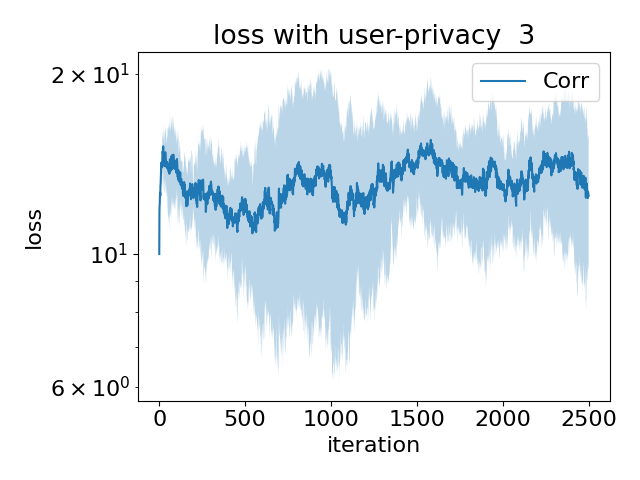 loss with user-privacy 3
Corr
2 × 10¹
10¹
6 × 10⁰
loss
0 500 1000 1500 2000 2500
iteration